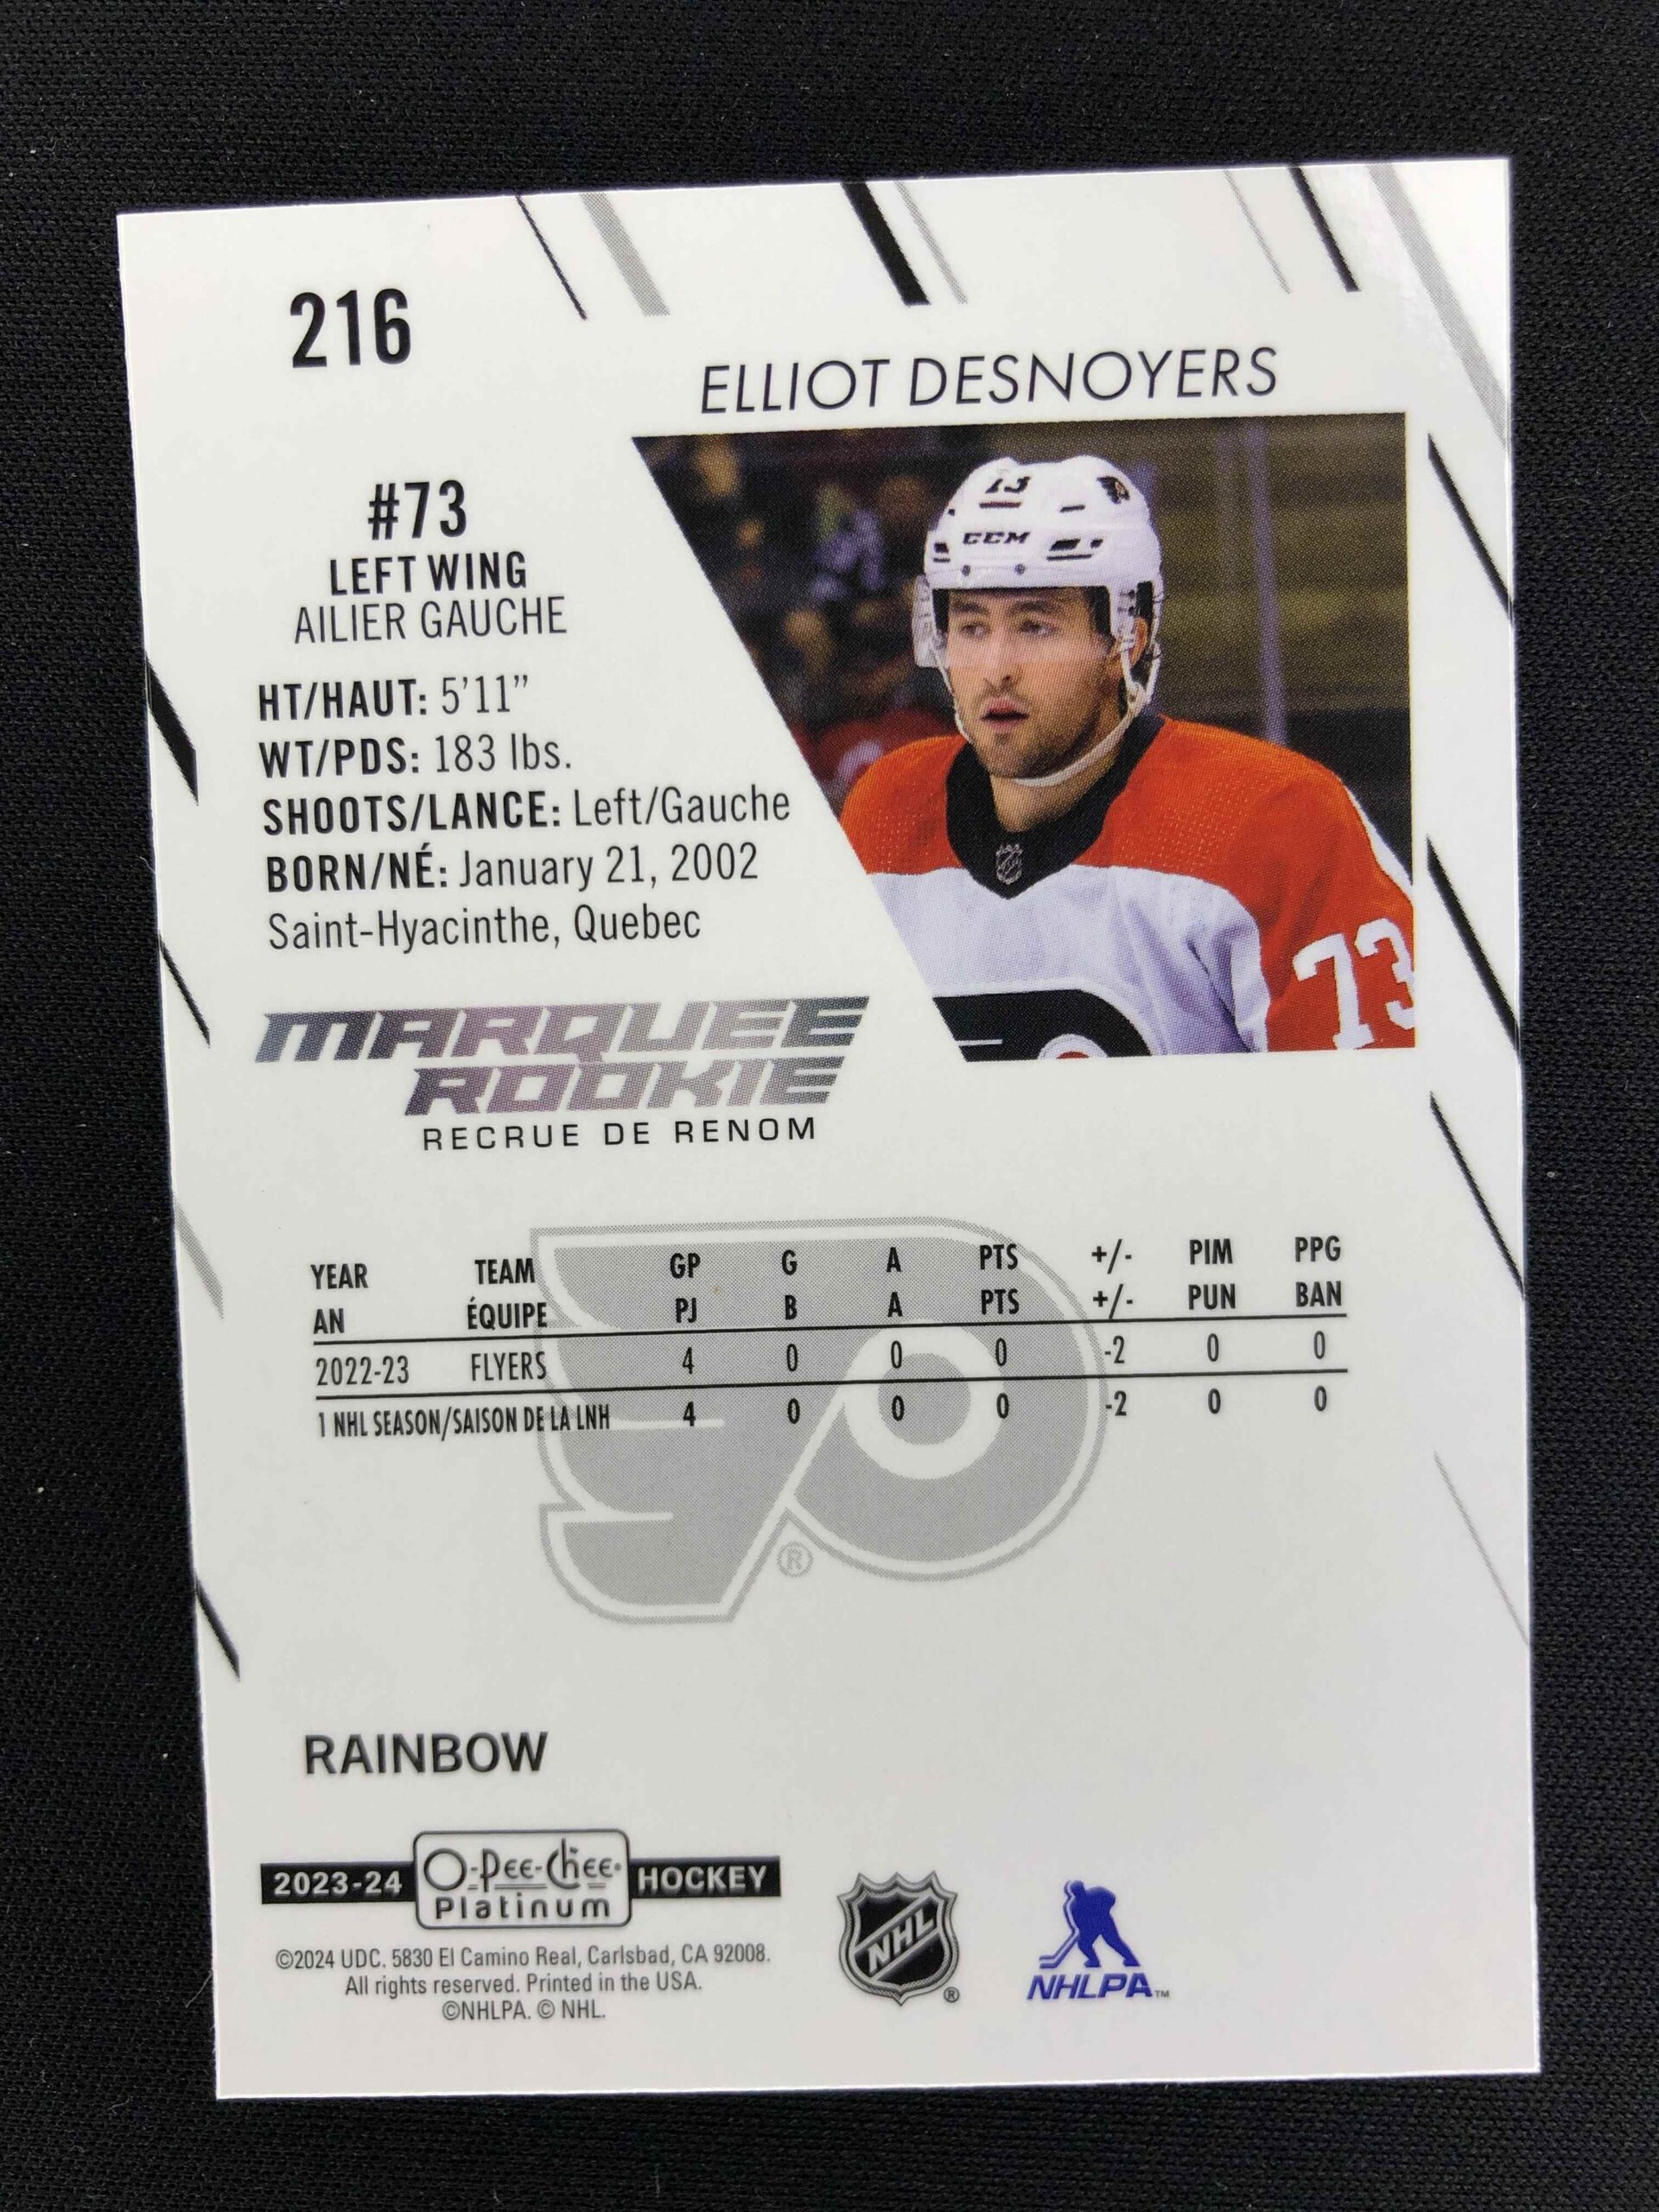 216
ELLIOT DESNOYERS
#73
LEFT WING
AILIER GAUCHE
HT/HAUT: 5'11"
WT/PDS: 183 lbs.
SHOOTS/LANCE: Left/Gauche
BORN/NÉ: January 21, 2002
Saint-Hyacinthe, Quebec
13
CCM
73
MARQUEE
ROOKIE
RECRUE DE RENOM
YEAR TEAM GP G A PTS +/- PIM PPG
AN ÉQUIPE PJ B A PTS +/- PUN BAN
2022-23 FLYERS 4 0 0 0 -2 0 0
1 NHL SEASON/SAISON DE LA LNH 4 0 0 0 -2 0 0
®
RAINBOW
2023-24 O-Pee-Chee Platinum HOCKEY
©2024 UDC. 5830 El Camino Real, Carlsbad, CA 92008.
All rights reserved. Printed in the USA.
©NHLPA. © NHL.
NHL ®
NHLPA™